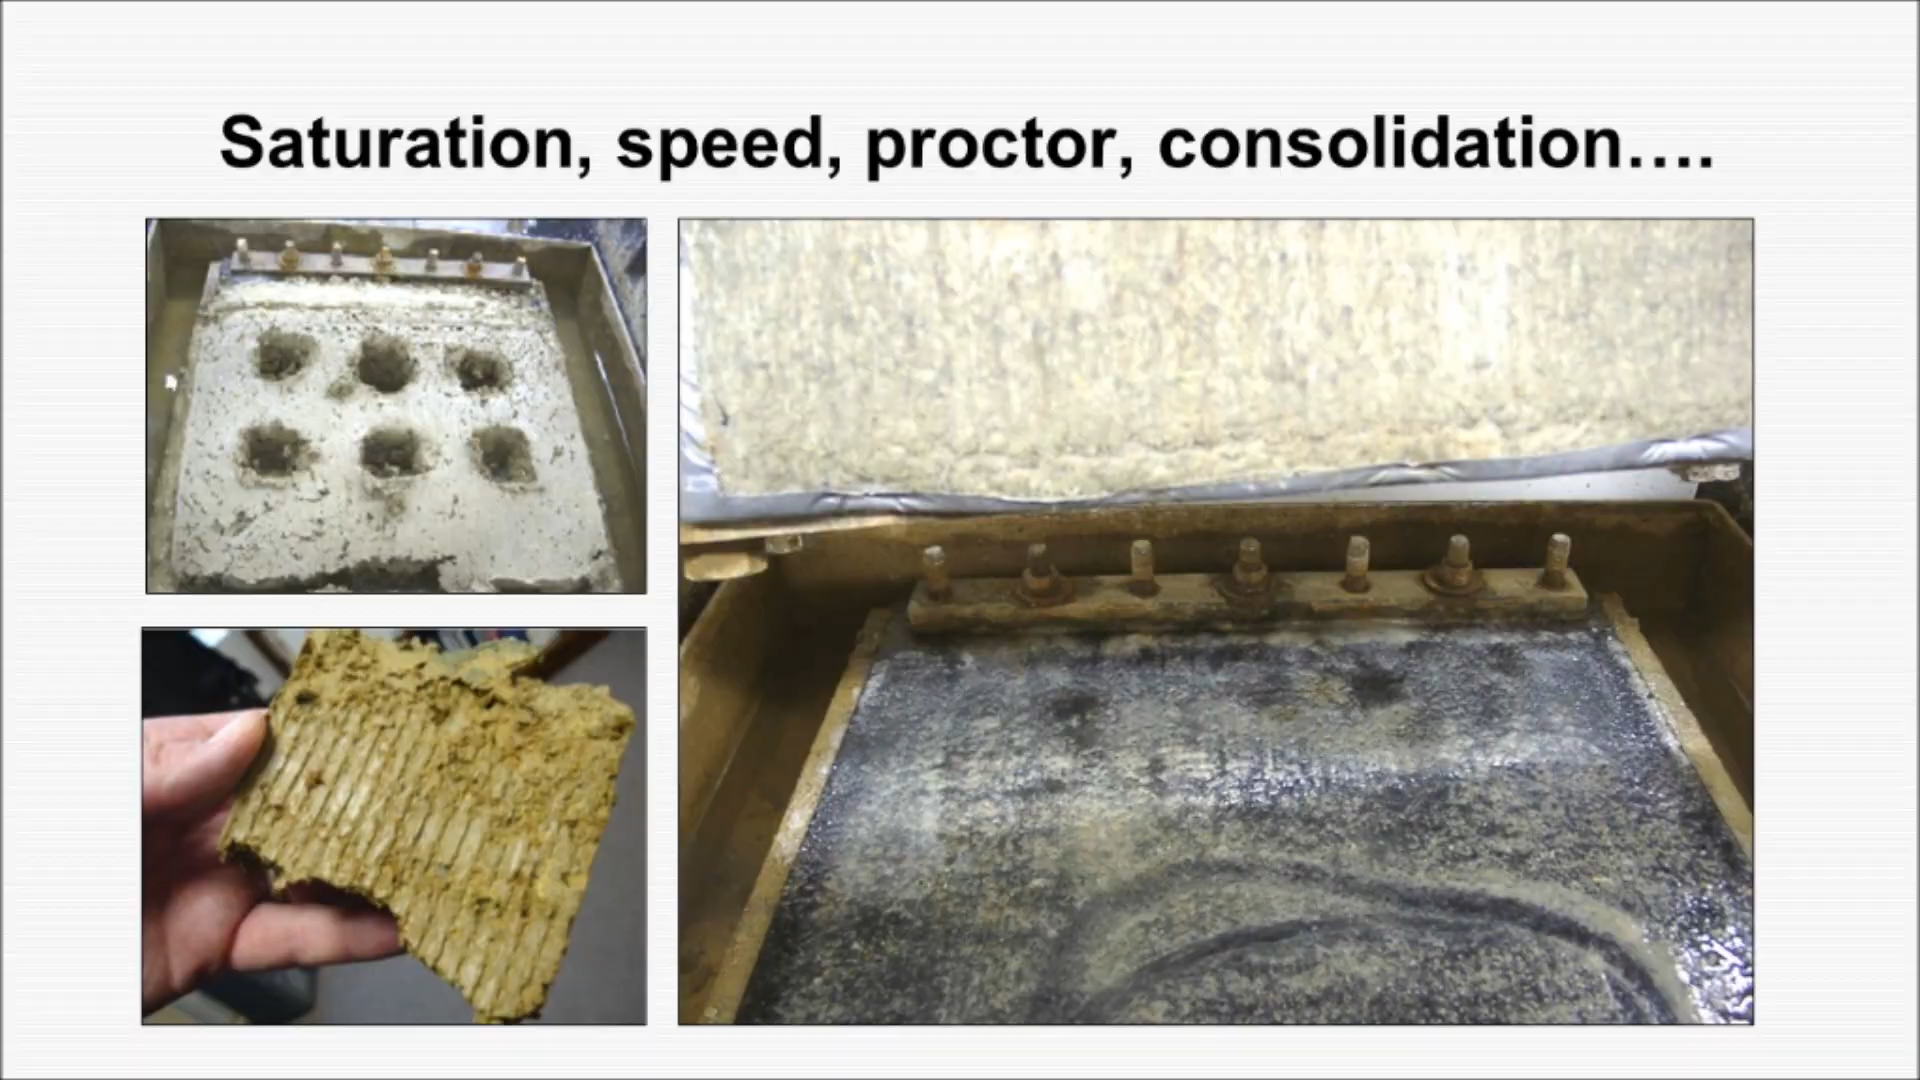 Saturation, speed, proctor, consolidation....